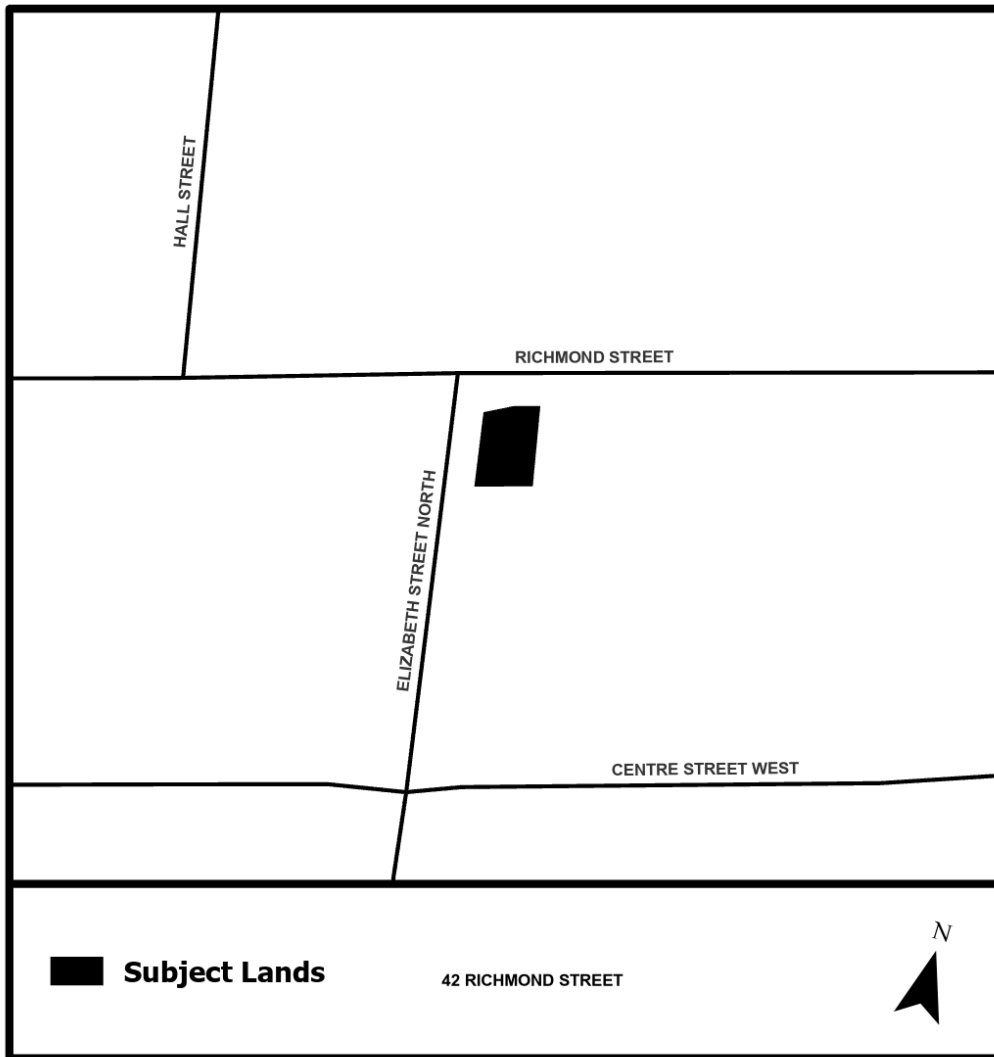 HALL STREET
RICHMOND STREET
ELIZABETH STREET NORTH
CENTRE STREET WEST
N
Subject Lands
42 RICHMOND STREET